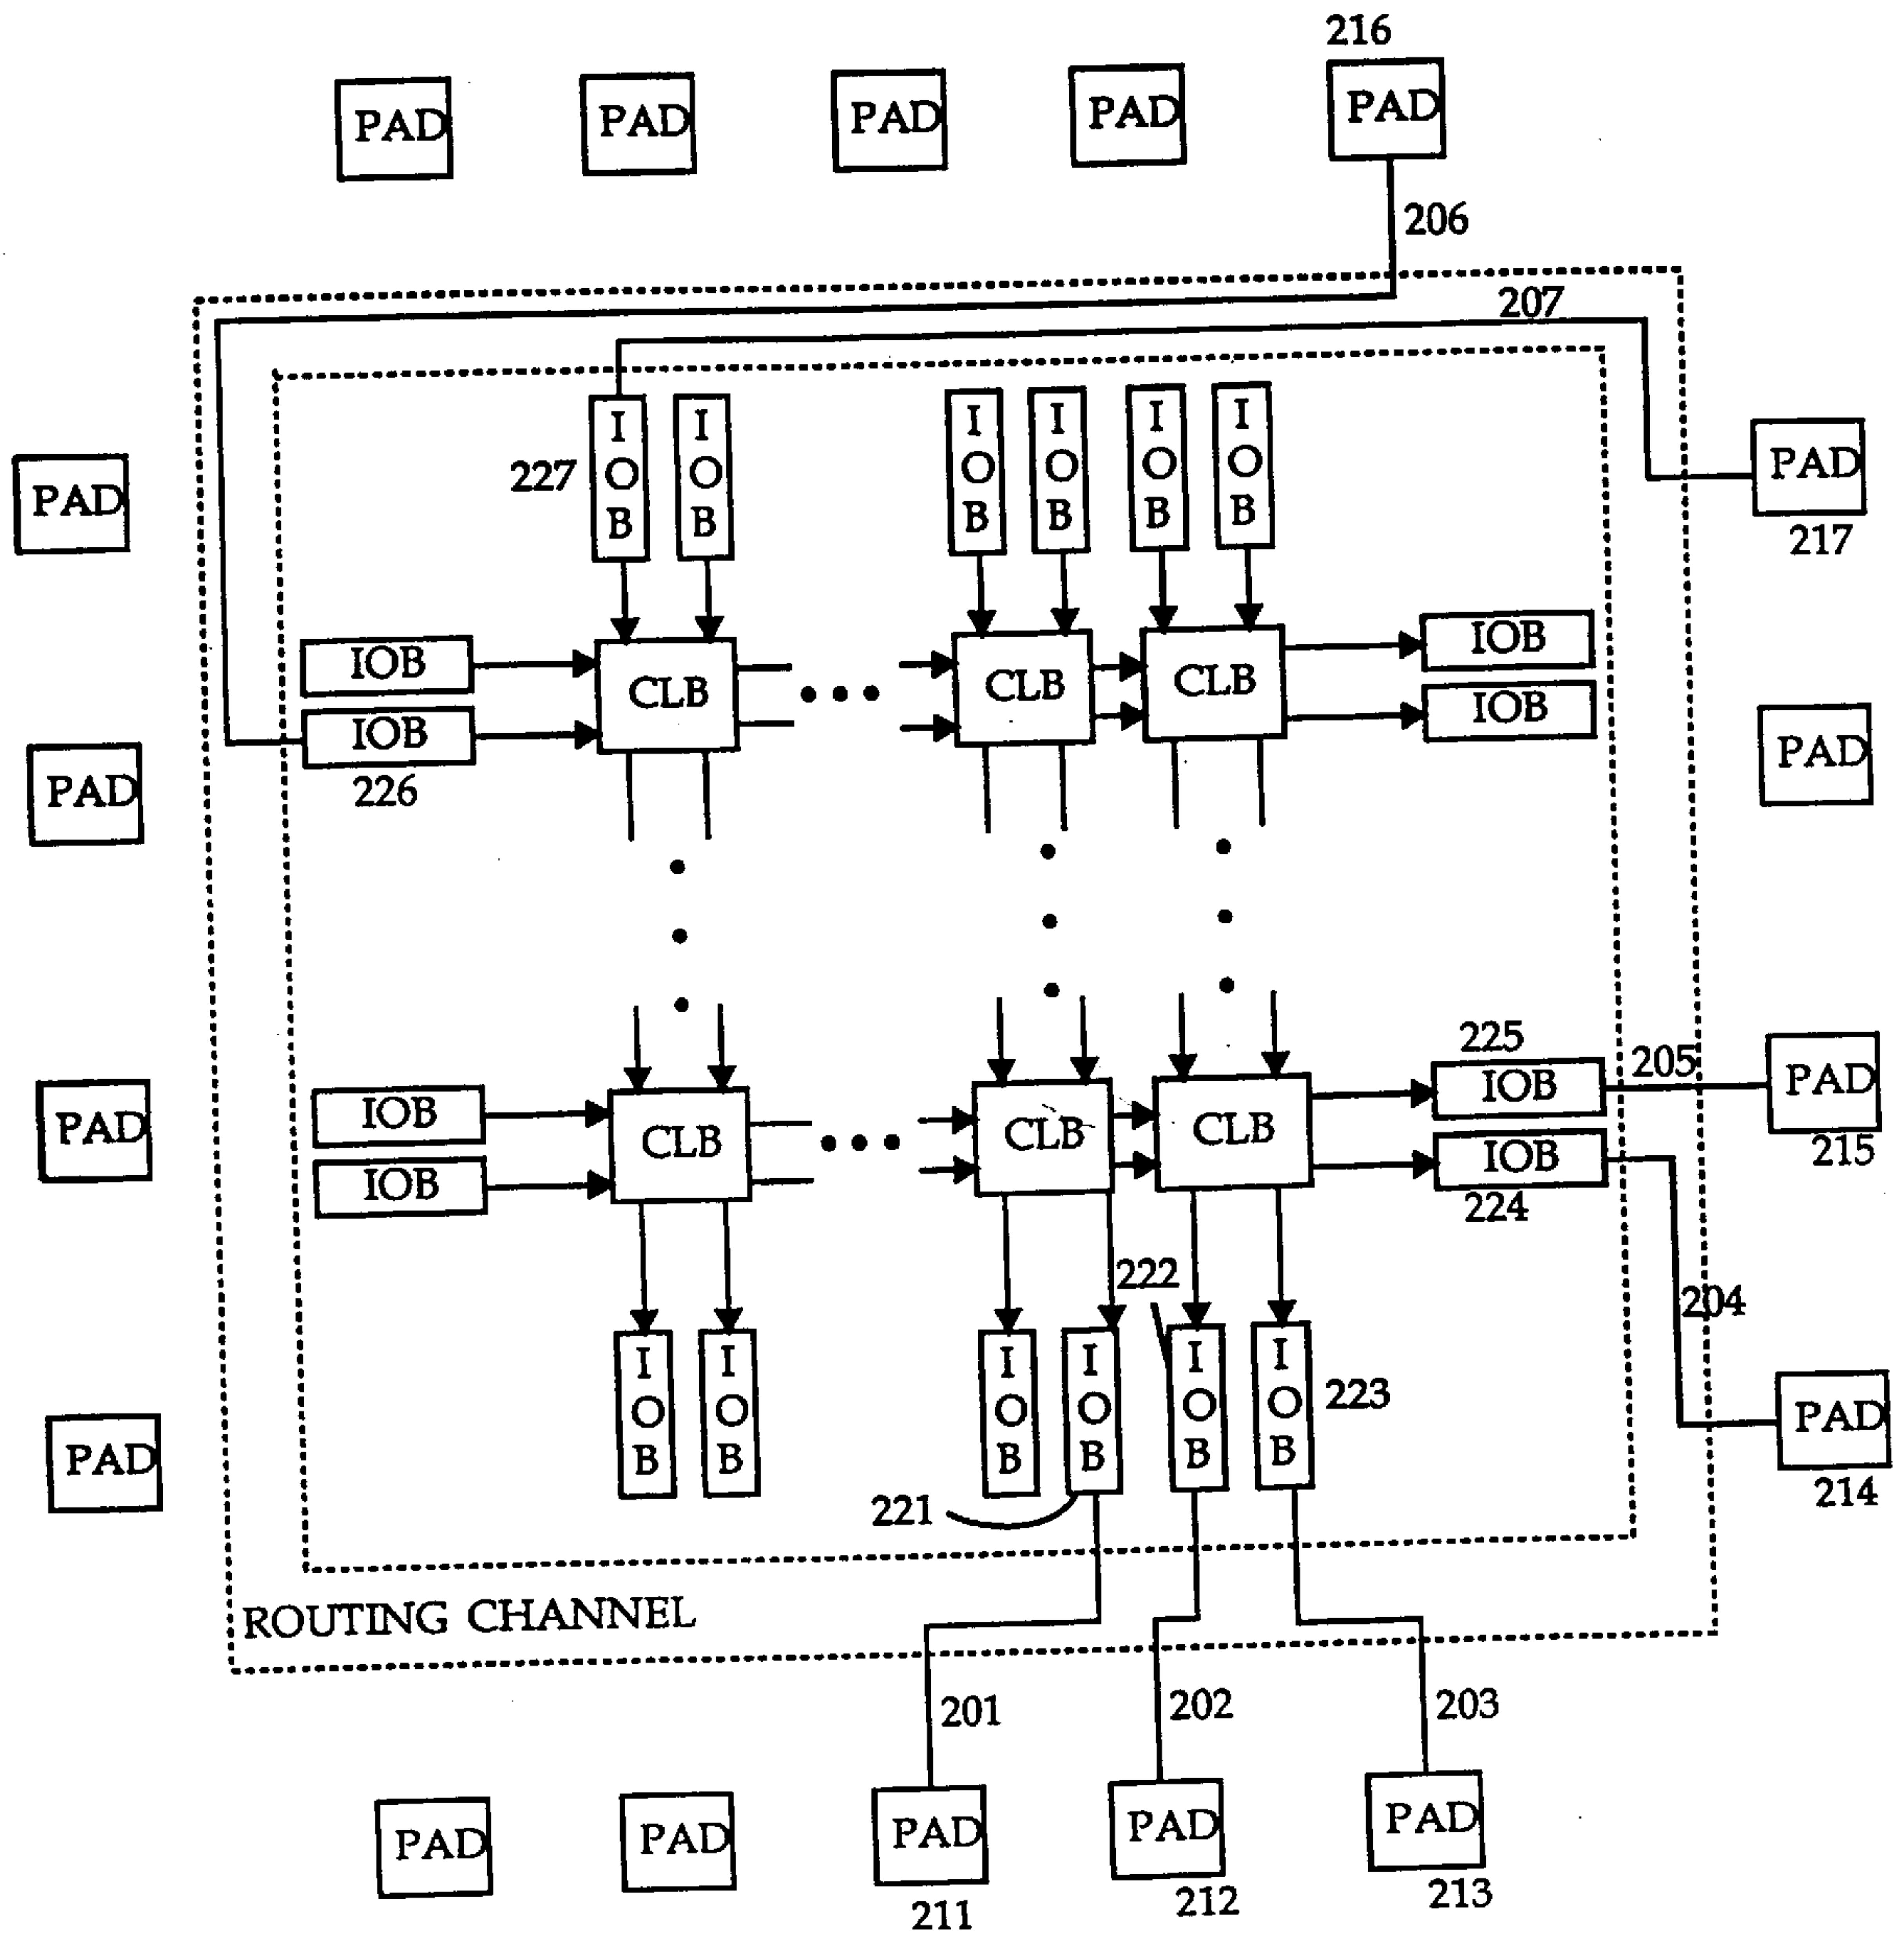 216
PAD PAD PAD PAD PAD
206
207
I I I I I I
227 O O O O O O
B B B B B B
PAD PAD
217
IOB CLB CLB CLB IOB
IOB IOB
226
PAD PAD
225
205
IOB CLB CLB CLB IOB
PAD PAD
IOB IOB
215
224
222
204
I I I I I I
O O O O O O 223
B B B B B B
PAD PAD
221 214
ROUTING CHANNEL
201 202 203
PAD PAD PAD PAD PAD
211 212 213